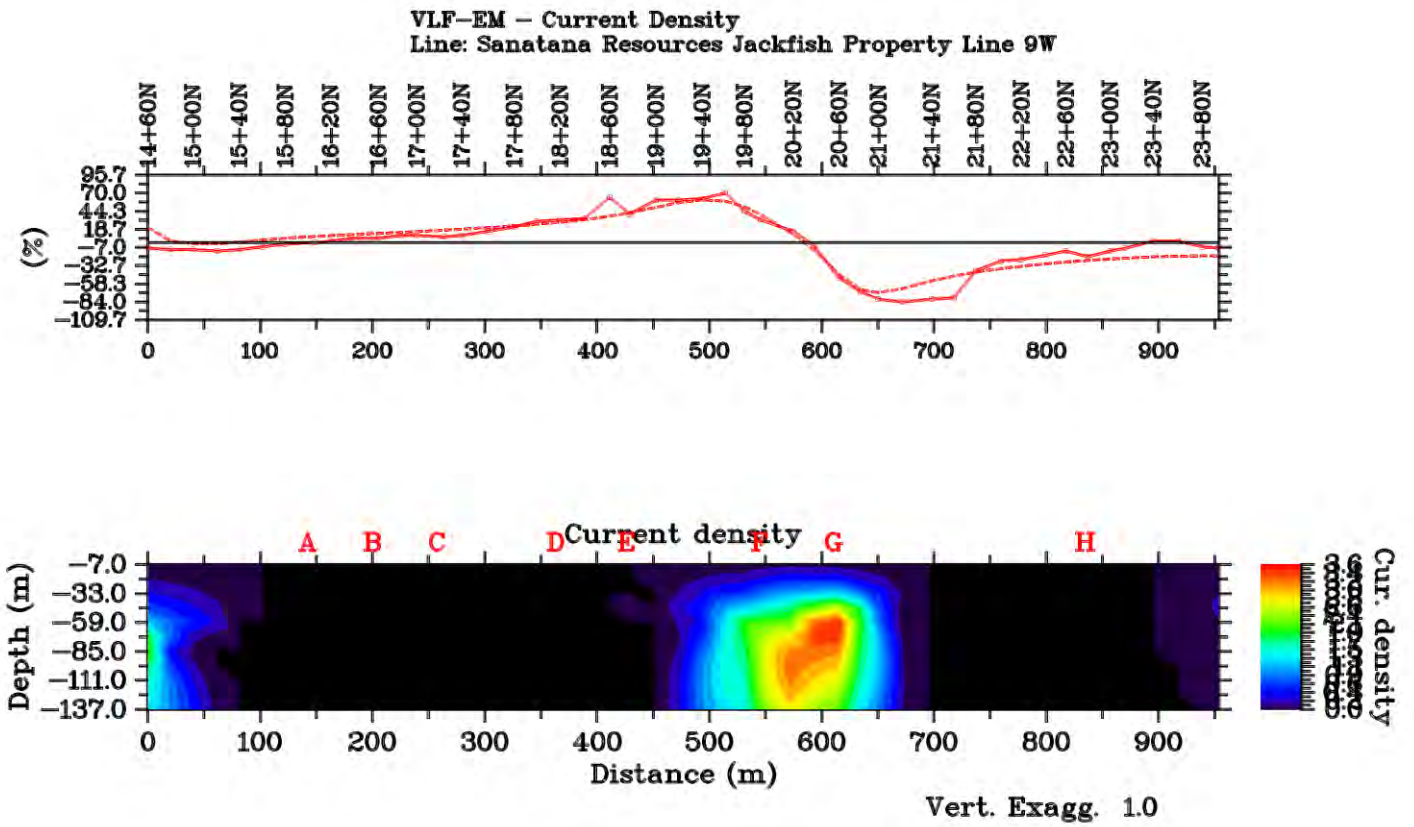 VLF-EM - Current Density
Line: Sanatana Resources Jackfish Property Line 9W
14+60N 15+00N 15+40N 15+80N 16+20N 16+60N 17+00N 17+40N 17+80N 18+20N 18+60N 19+00N 19+40N 19+80N 20+20N 20+60N 21+00N 21+40N 21+80N 22+20N 22+60N 23+00N 23+40N 23+80N
95.7
70.0
44.3
18.7
-7.0
-32.7
-58.3
-84.0
-109.7
(%)
0 100 200 300 400 500 600 700 800 900
Current density
A B C D E F G H
-7.0
-33.0
-59.0
-85.0
-111.0
-137.0
Depth (m)
0 100 200 300 400 500 600 700 800 900
Distance (m)
3.6
0.0
Cur. density
Vert. Exagg. 1.0